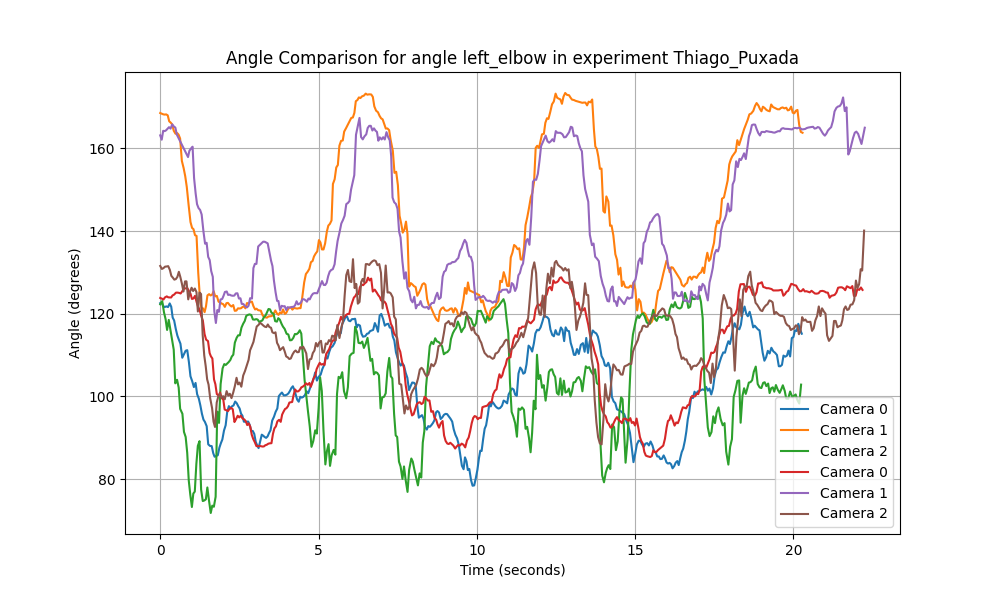 Angle Comparison for angle left_elbow in experiment Thiago_Puxada
Angle (degrees)
160
140
120
100
80
0
5
10
15
20
Time (seconds)
Camera 0
Camera 1
Camera 2
Camera 0
Camera 1
Camera 2